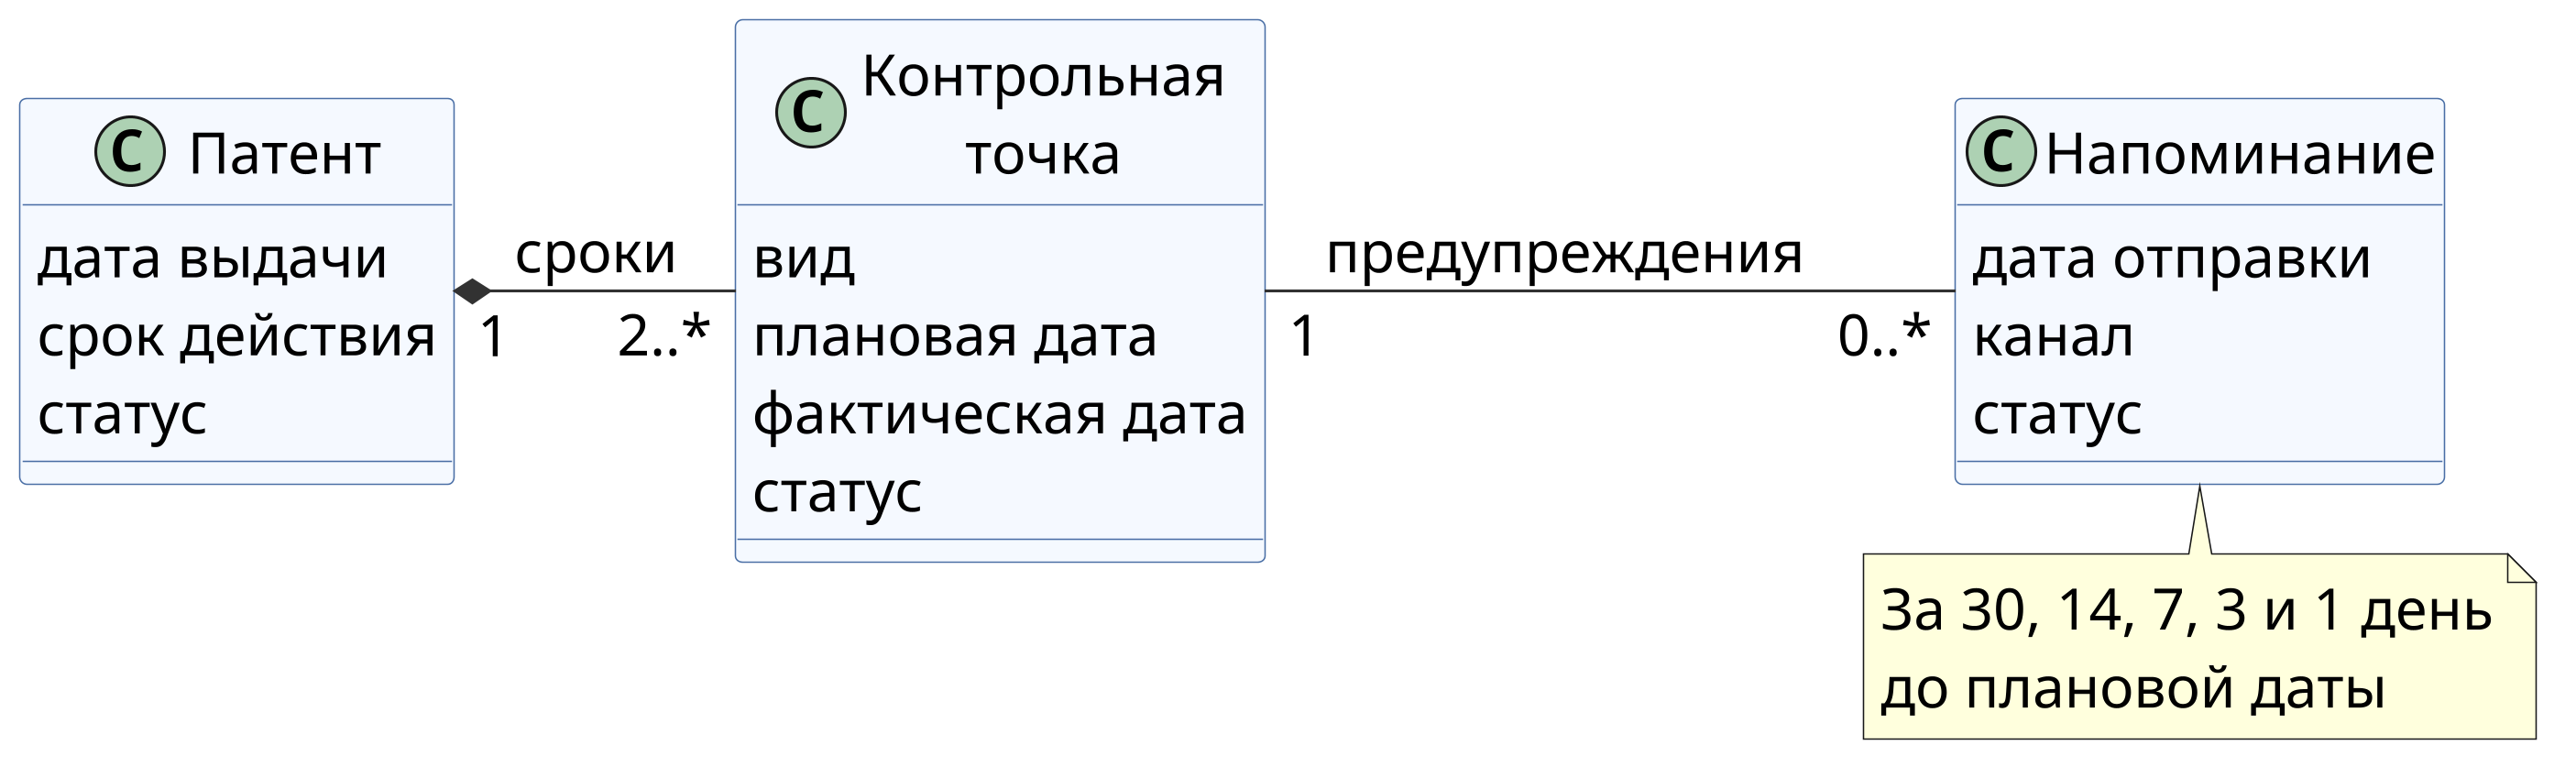 C Патент
дата выдачи
срок действия
статус
сроки
1
2..*
C Контрольная
точка
вид
плановая дата
фактическая дата
статус
предупреждения
1
0..*
C Напоминание
дата отправки
канал
статус
За 30, 14, 7, 3 и 1 день
до плановой даты